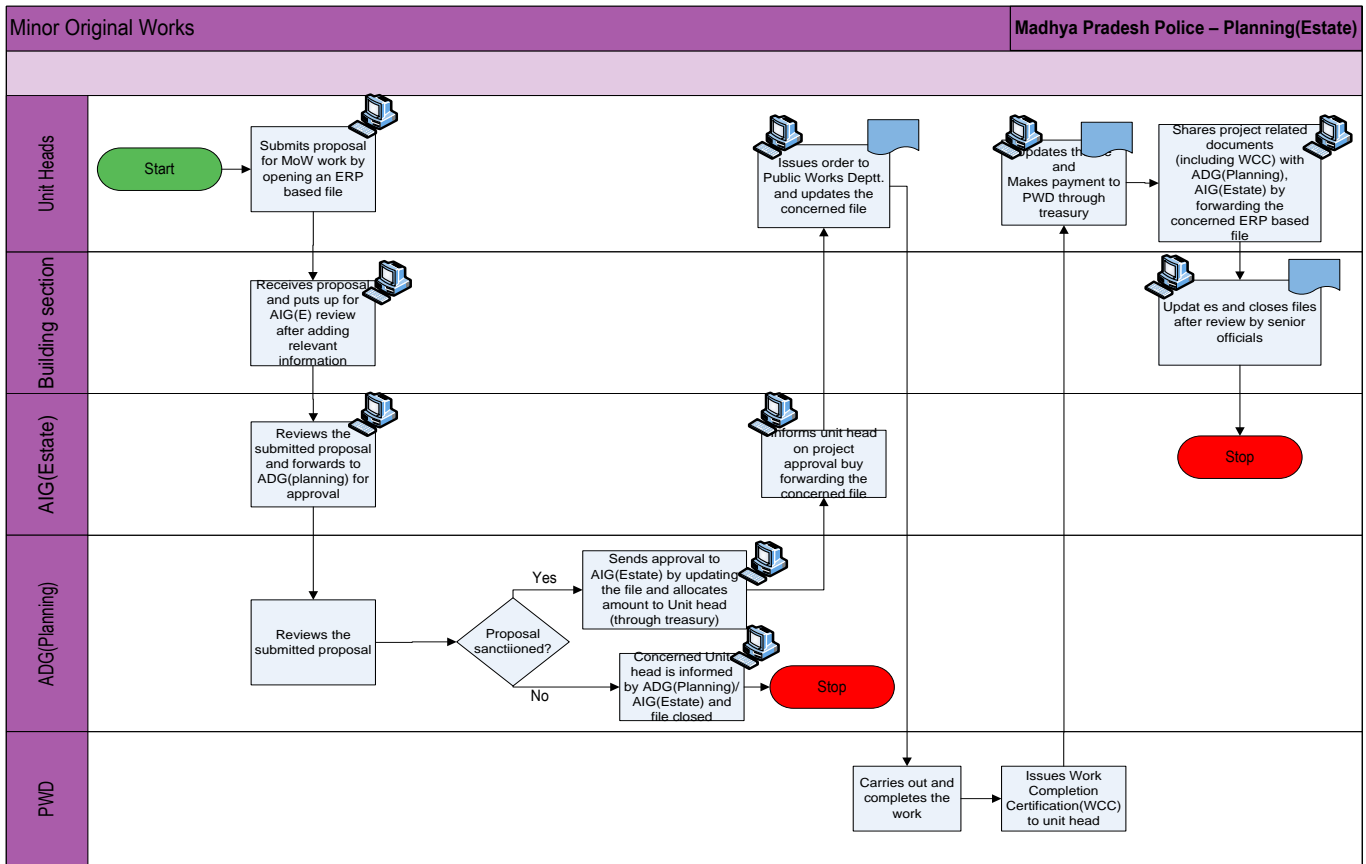 Minor Original Works
Madhya Pradesh Police – Planning(Estate)
Unit Heads
Start
Submits proposal
for MoW work by
opening an ERP
based file
Issues order to
Public Works Deptt.
and updates the
concerned file
and
Makes payment to
PWD through
treasury
Shares project related
documents
(including WCC) with
ADG(Planning),
AIG(Estate) by
forwarding the
concerned ERP based
file
Building section
Receives proposal
and puts up for
AIG(E) review
after adding
relevant
information
Updat es and closes files
after review by senior
officials
AIG(Estate)
Reviews the
submitted proposal
and forwards to
ADG(planning) for
approval
Informs unit head
on project
approval buy
forwarding the
concerned file
Stop
ADG(Planning)
Reviews the
submitted proposal
Proposal
sanctiioned?
Yes
No
Sends approval to
AIG(Estate) by updating
the file and allocates
amount to Unit head
(through treasury)
Concerned Unit
head is informed
by ADG(Planning)/
AIG(Estate) and
file closed
Stop
PWD
Carries out and
completes the
work
Issues Work
Completion
Certification(WCC)
to unit head